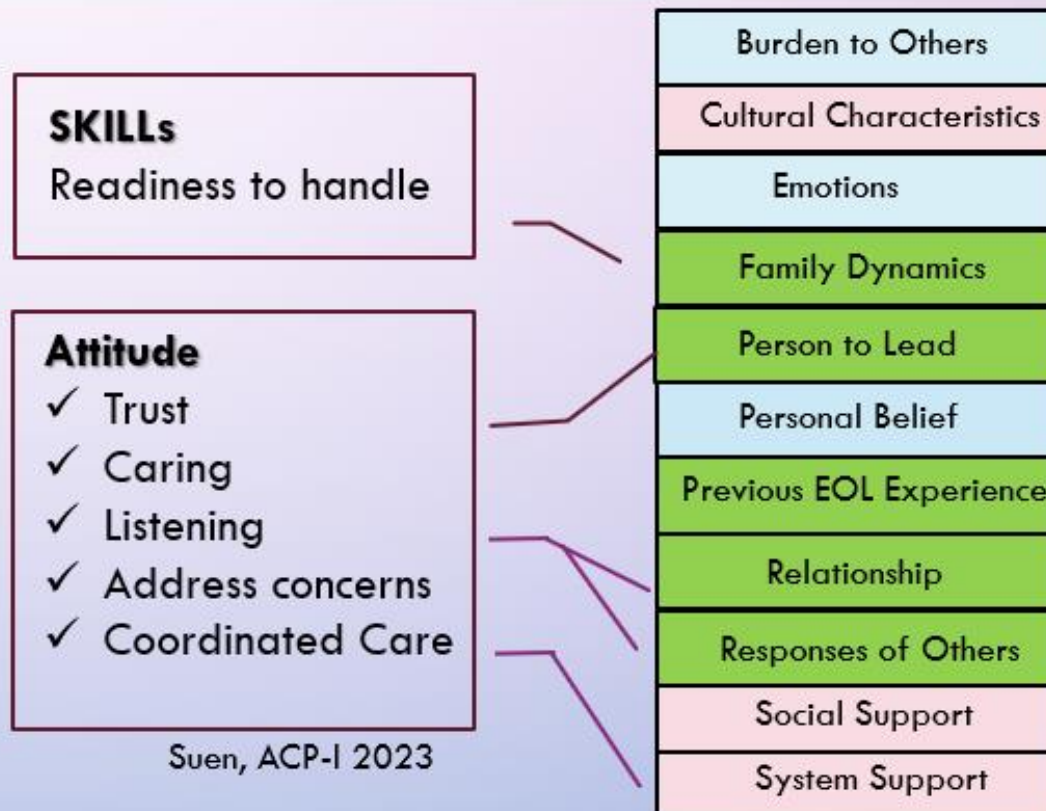 SKILLs
Readiness to handle
Attitude
✓ Trust
✓ Caring
✓ Listening
✓ Address concerns
✓ Coordinated Care
Suen, ACP-I 2023
Burden to Others
Cultural Characteristics
Emotions
Family Dynamics
Person to Lead
Personal Belief
Previous EOL Experience
Relationship
Responses of Others
Social Support
System Support